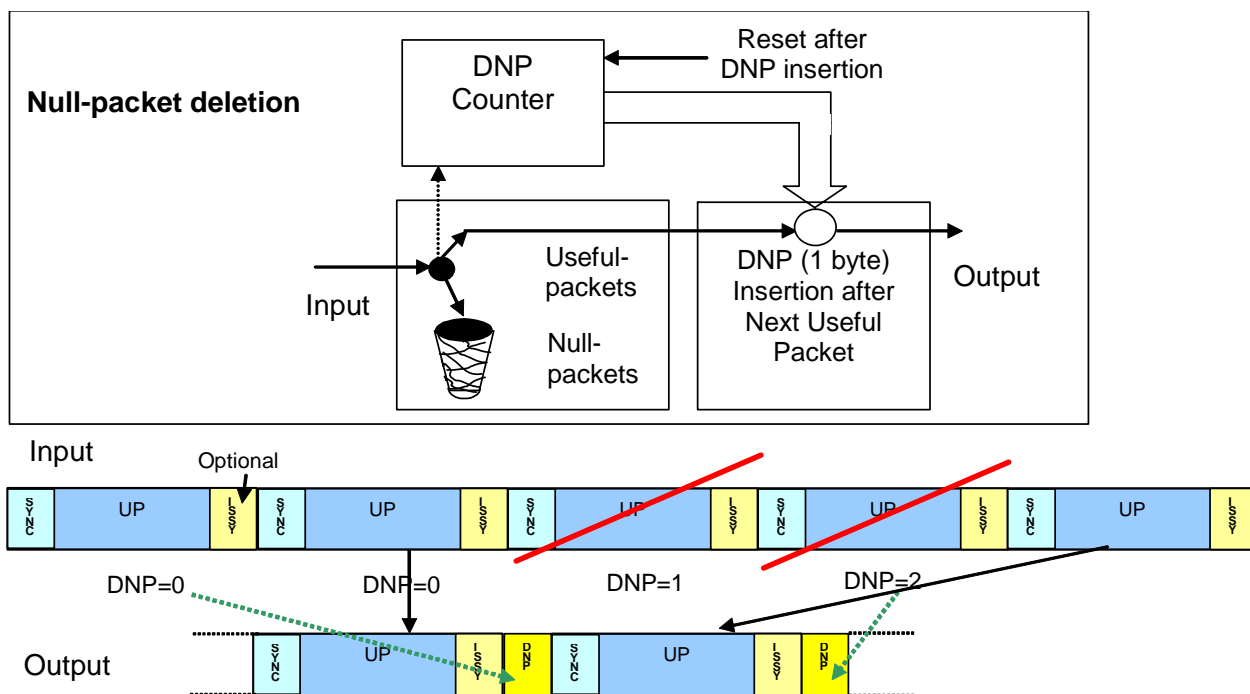 Null-packet deletion
DNP
Counter
Reset after
DNP insertion
Input
Useful-
packets
Null-
packets
DNP (1 byte)
Insertion after
Next Useful
Packet
Output
Input
Optional
SYNC UP ISSY SYNC UP ISSY SYNC UP ISSY SYNC UP ISSY SYNC UP ISSY
DNP=0 DNP=0 DNP=1 DNP=2
Output
SYNC UP ISSY DNP SYNC UP ISSY DNP